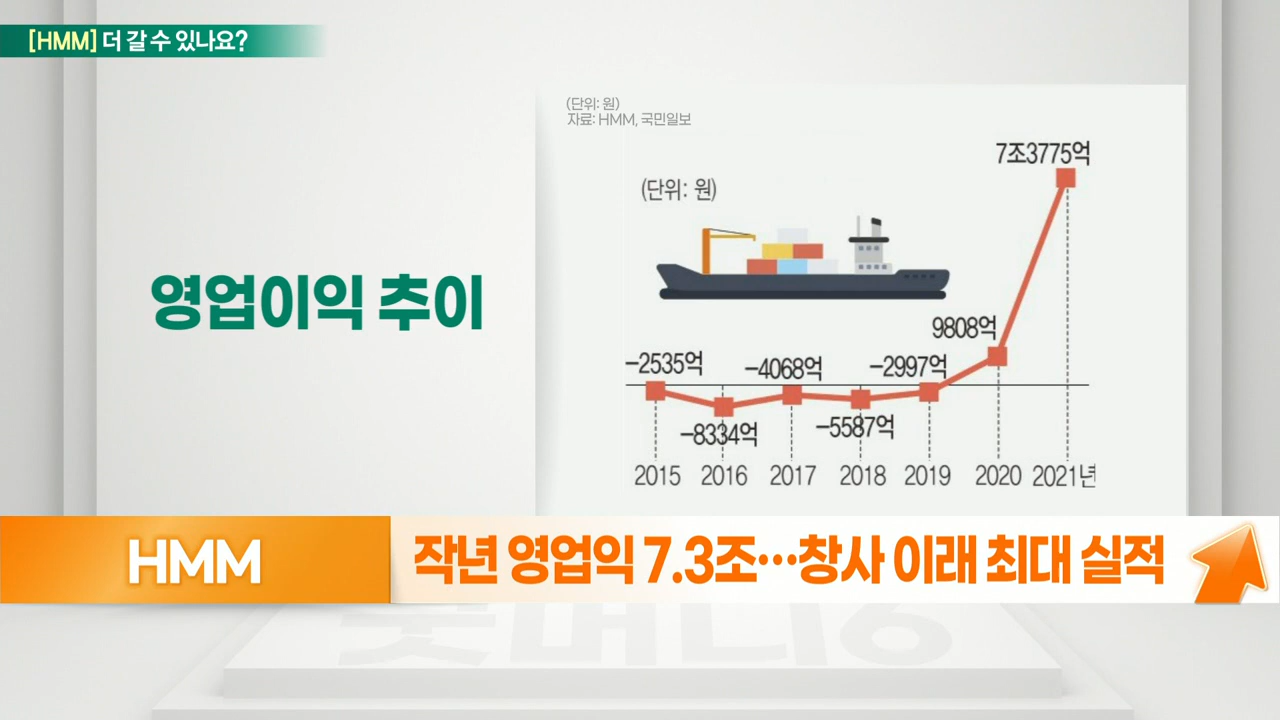 [HMM] 더 갈 수 있나요?
(단위: 원)
자료: HMM, 국민일보
영업이익 추이
(단위: 원)
7조3775억
9808억
-2535억
-4068억
-2997억
-8334억
-5587억
2015 2016 2017 2018 2019 2020 2021년
HMM
작년 영업익 7.3조…창사 이래 최대 실적
굿머니6